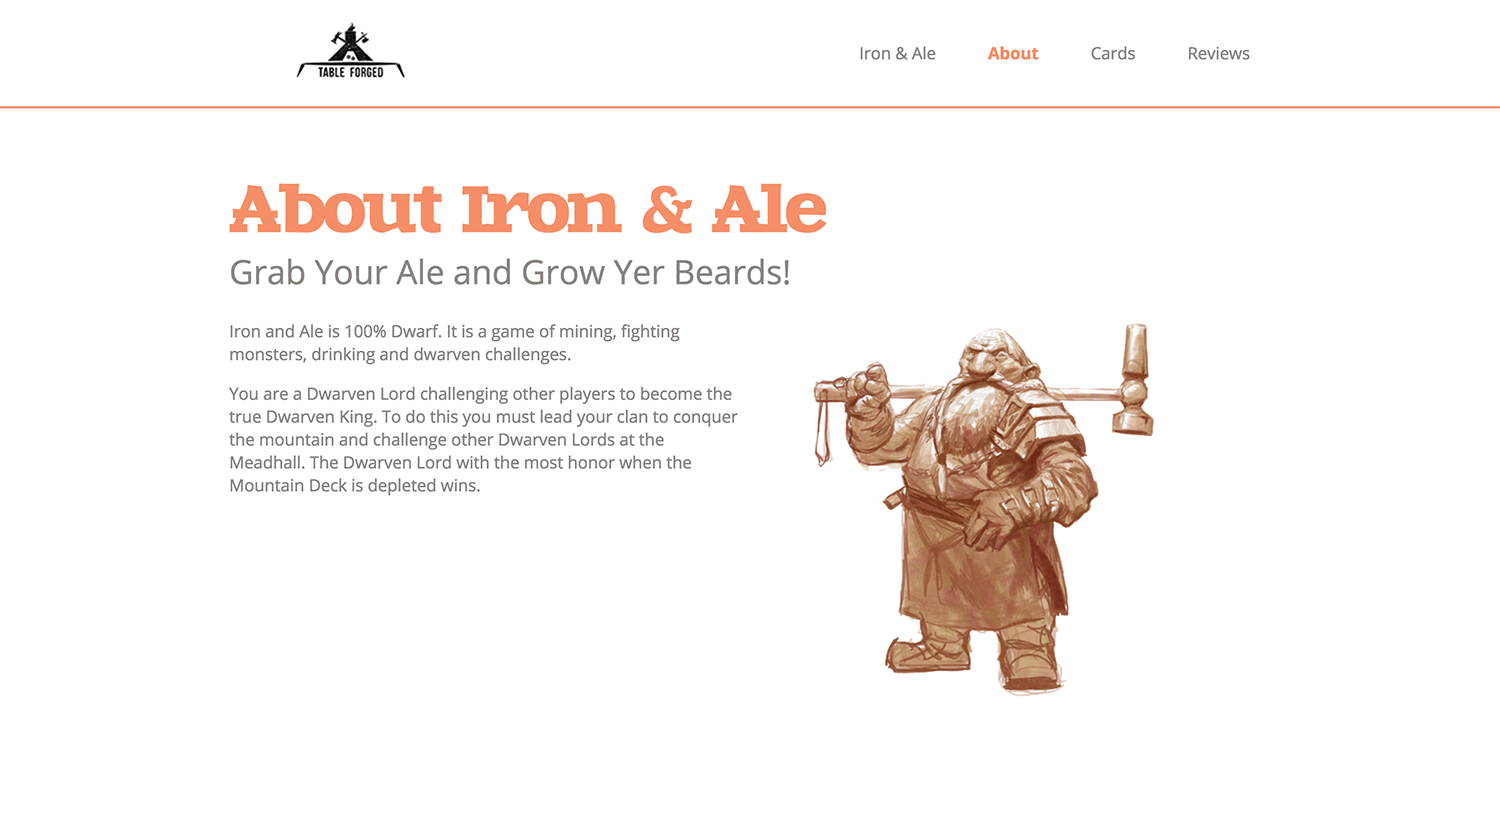 TABLE FORGED
Iron & Ale
About
Cards
Reviews
About Iron & Ale
Grab Your Ale and Grow Yer Beards!
Iron and Ale is 100% Dwarf. It is a game of mining, fighting
monsters, drinking and dwarven challenges.
You are a Dwarven Lord challenging other players to become the
true Dwarven King. To do this you must lead your clan to conquer
the mountain and challenge other Dwarven Lords at the
Meadhall. The Dwarven Lord with the most honor when the
Mountain Deck is depleted wins.